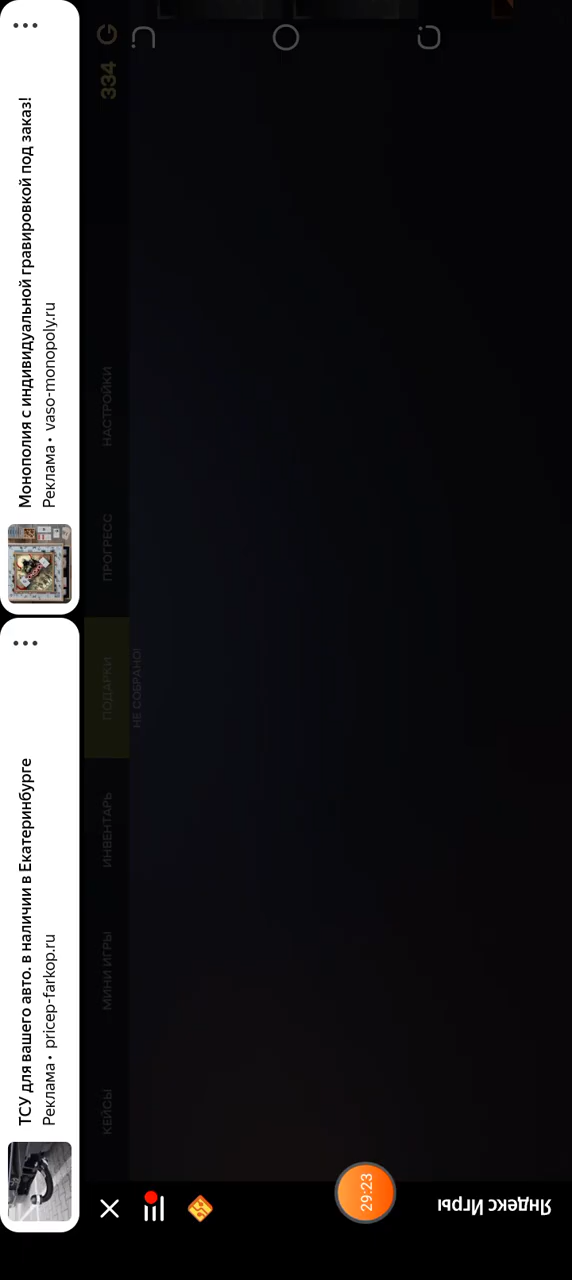 ТСУ для вашего авто. в наличии в Екатеринбурге
Реклама • pricep-farkop.ru
Монополия с индивидуальной гравировкой под заказ!
Реклама • vaso-monopoly.ru
КЕЙСЫ
МИНИ ИГРЫ
ИНВЕНТАРЬ
ПОДАРКИ
ПРОГРЕСС
НАСТРОЙКИ
334 G
НЕ СОБРАНО!
29:23
Яндекс Игры